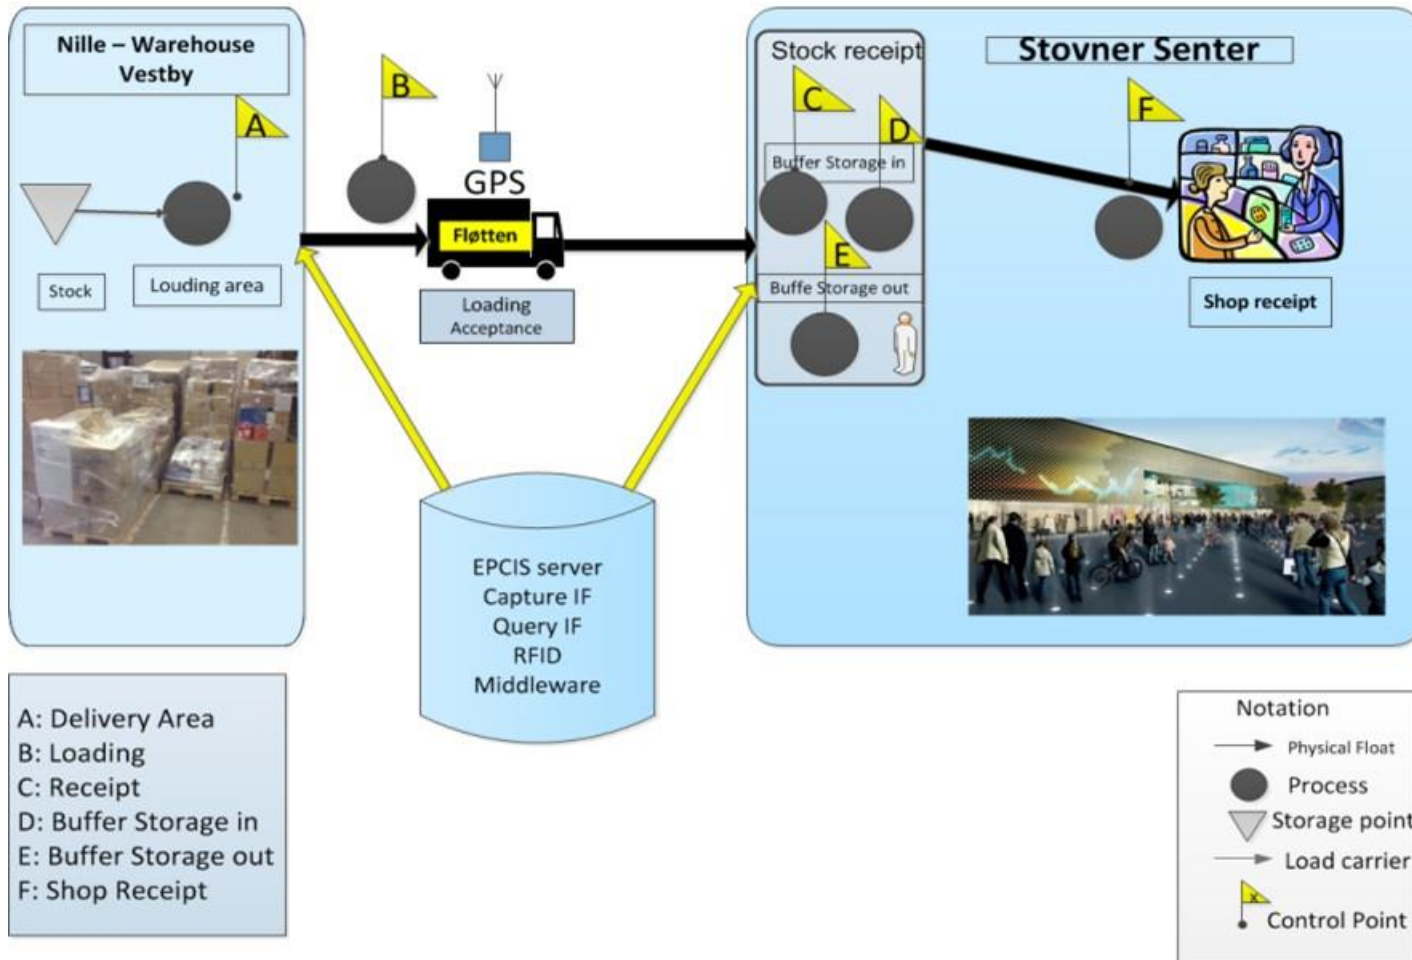 Nille – Warehouse
Vestby
A
Stock
Louding area
B
GPS
Fløtten
Loading
Acceptance
Stock receipt
C
D
Buffer Storage in
E
Buffe Storage out
Stovner Senter
F
Shop receipt
EPCIS server
Capture IF
Query IF
RFID
Middleware
A: Delivery Area
B: Loading
C: Receipt
D: Buffer Storage in
E: Buffer Storage out
F: Shop Receipt
Notation
Physical Float
Process
Storage point
Load carrier
x
Control Point